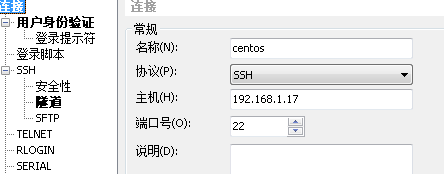 连接
用户身份验证
登录提示符
登录脚本
SSH
安全性
隧道
SFTP
TELNET
RLOGIN
SERIAL
连接
常规
名称(N): centos
协议(P): SSH
主机(H): 192.168.1.17
端口号(O): 22
说明(D):